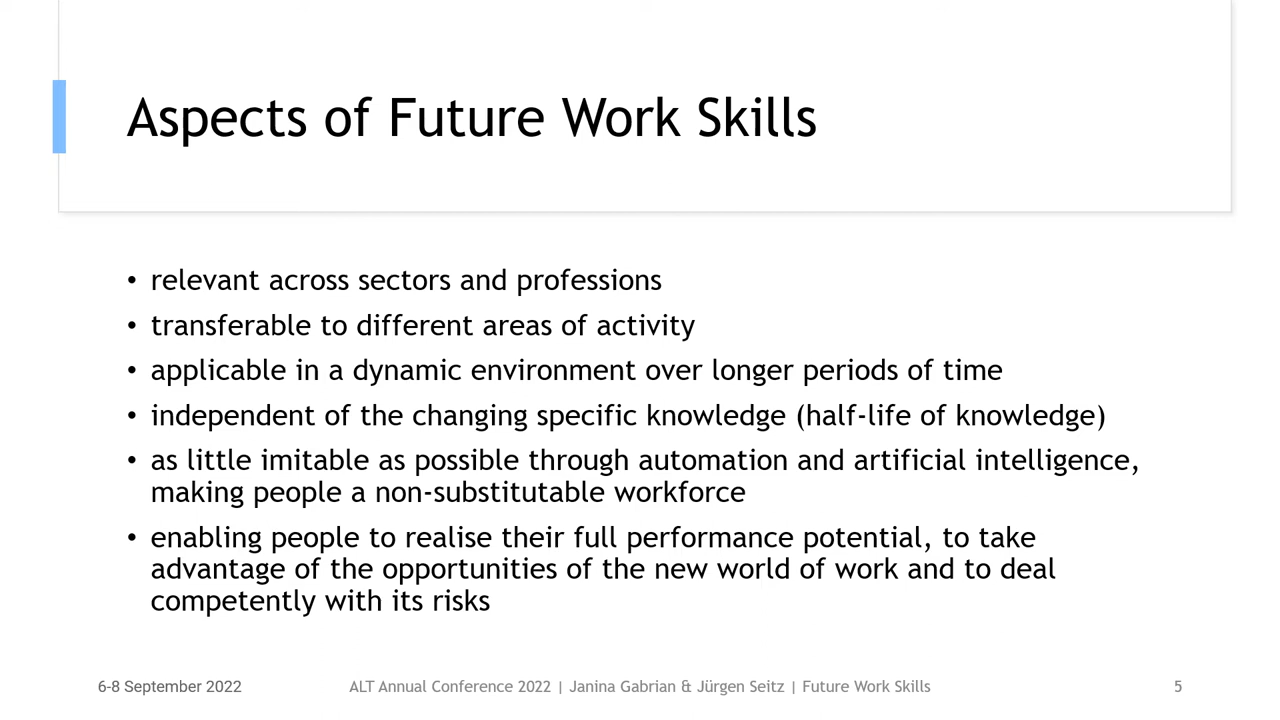 Aspects of Future Work Skills
• relevant across sectors and professions
• transferable to different areas of activity
• applicable in a dynamic environment over longer periods of time
• independent of the changing specific knowledge (half-life of knowledge)
• as little imitable as possible through automation and artificial intelligence,
making people a non-substitutable workforce
• enabling people to realise their full performance potential, to take
advantage of the opportunities of the new world of work and to deal
competently with its risks
6-8 September 2022
ALT Annual Conference 2022 | Janina Gabrian & Jürgen Seitz | Future Work Skills
5